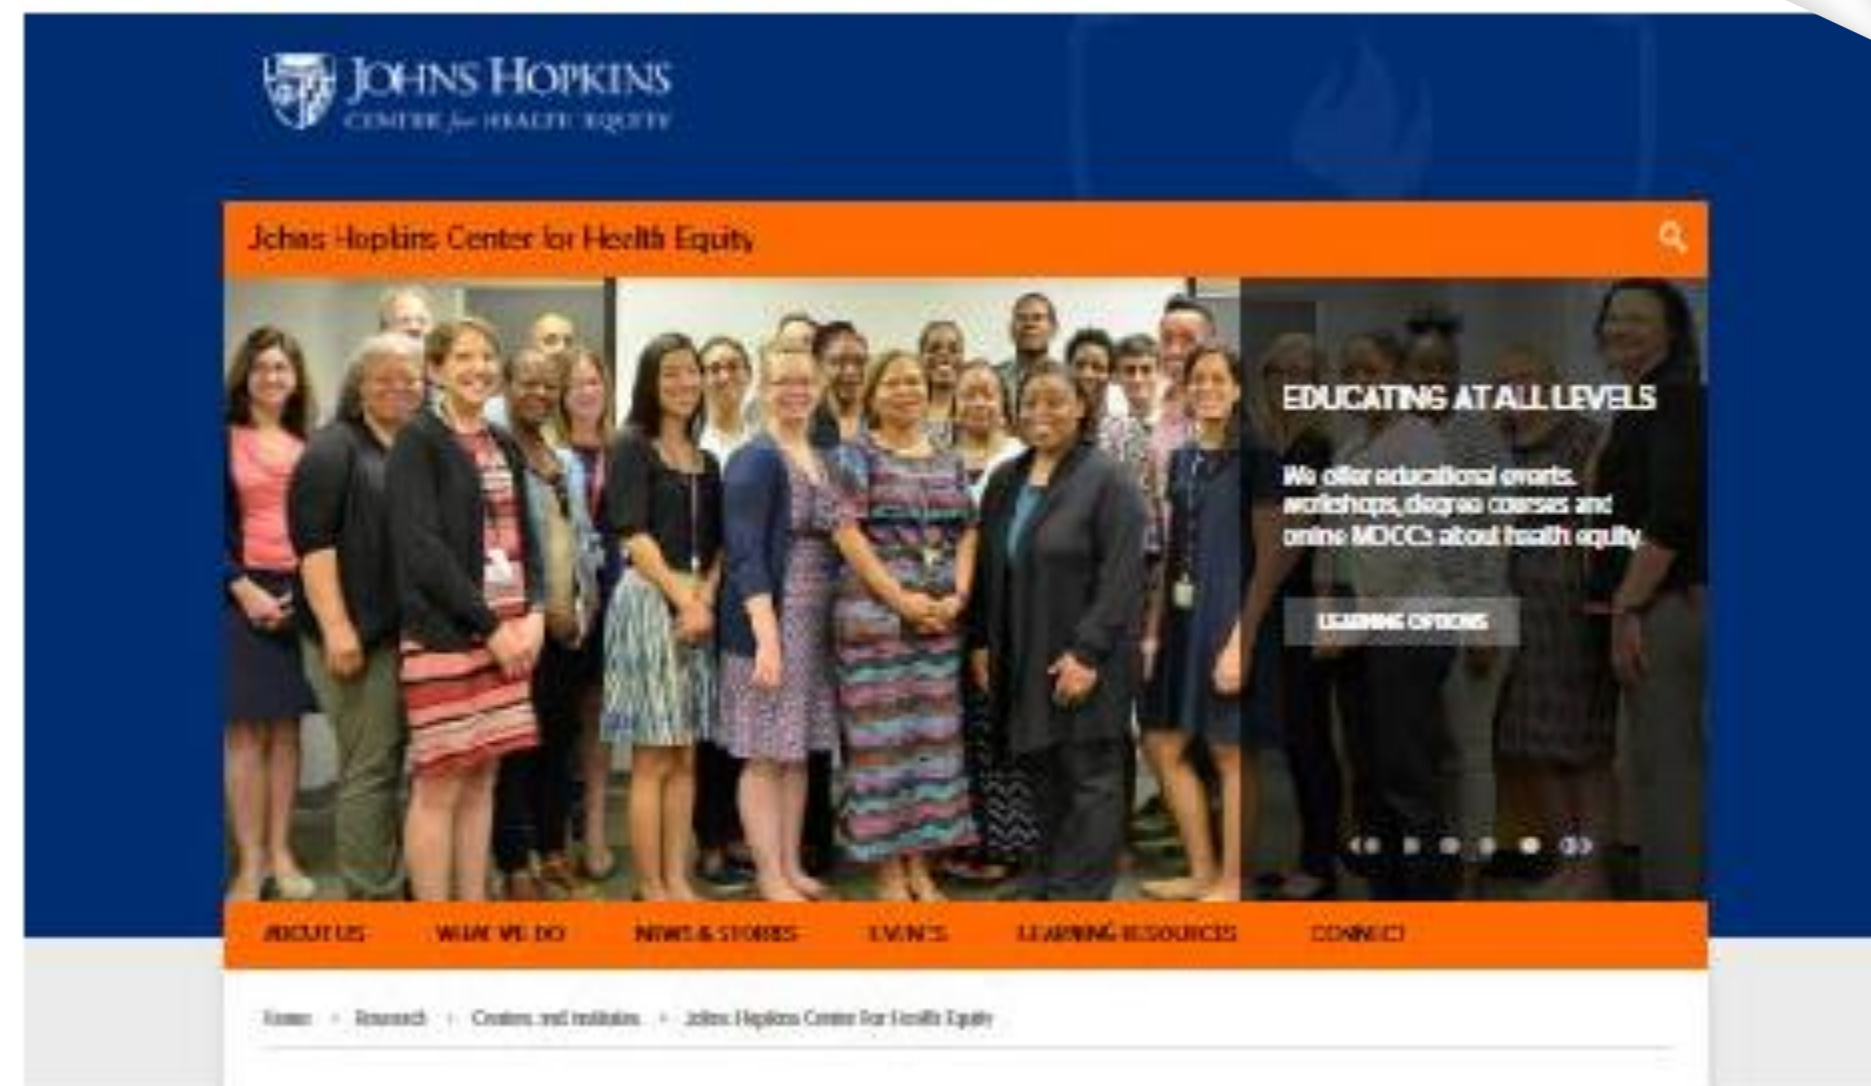 JOHNS HOPKINS
CENTER for HEALTH EQUITY
Johns Hopkins Center for Health Equity
EDUCATING AT ALL LEVELS
We offer educational events,
workshops, degree courses and
online MOOCs about health equity.
LEARNING OPTIONS
ABOUT US WHAT WE DO NEWS & STORIES EVENTS LEARNING RESOURCES CONNECT
Home > Research > Centers and Institutes > Johns Hopkins Center For Health Equity